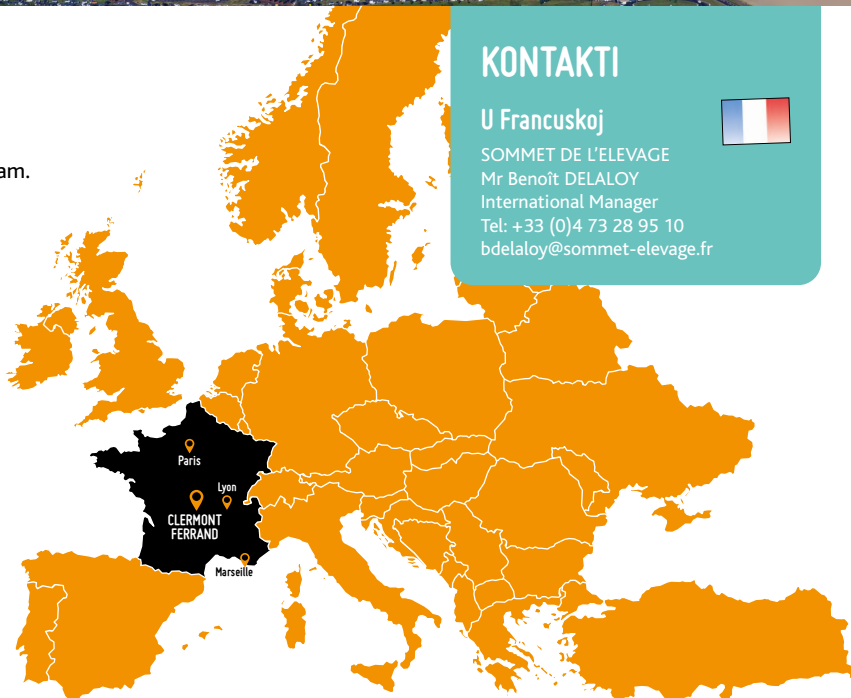 am.
KONTAKTI
U Francuskoj
SOMMET DE L'ELEVAGE
Mr Benoît DELALOY
International Manager
Tel: +33 (0)4 73 28 95 10
bdelaloy@sommet-elevage.fr
Paris
Lyon
CLERMONT
FERRAND
Marseille